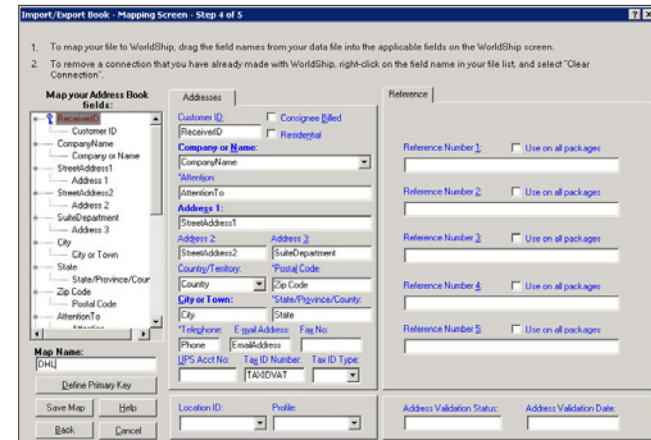 Import/Export Book - Mapping Screen - Step 4 of 5
1. To map your file to WorldShip, drag the field names from your data file into the applicable fields on the WorldShip screen.
2. To remove a connection that you have already made with WorldShip, right-click on the field name in your file list, and select "Clear
Connection".
Map your Address Book
fields:
ReceiverID
Customer ID
CompanyName
Company or Name
StreetAddress1
Address 1
StreetAddress2
Address 2
SuiteDepartment
Address 3
City
City or Town
State
State/Province/Cour
Zip Code
Postal Code
AttentionTo
Attention
Map Name:
DHL
Define Primary Key
Save Map Help
Back Cancel
Addresses
Customer ID: Consignee Billed
ReceiverID Residential
Company or Name:
CompanyName
*Attention:
AttentionTo
Address 1:
StreetAddress1
Address 2: Address 3:
StreetAddress2 SuiteDepartment
Country/Territory: *Postal Code:
Country Zip Code
City or Town: *State/Province/County:
City State
*Telephone: E-mail Address: Fax No:
Phone EmailAddress
UPS Acct No: Tax ID Number: Tax ID Type:
TAXIDVAT
Location ID: Profile:
Reference
Reference Number 1: Use on all packages
Reference Number 2: Use on all packages
Reference Number 3: Use on all packages
Reference Number 4: Use on all packages
Reference Number 5: Use on all packages
Address Validation Status: Address Validation Date: